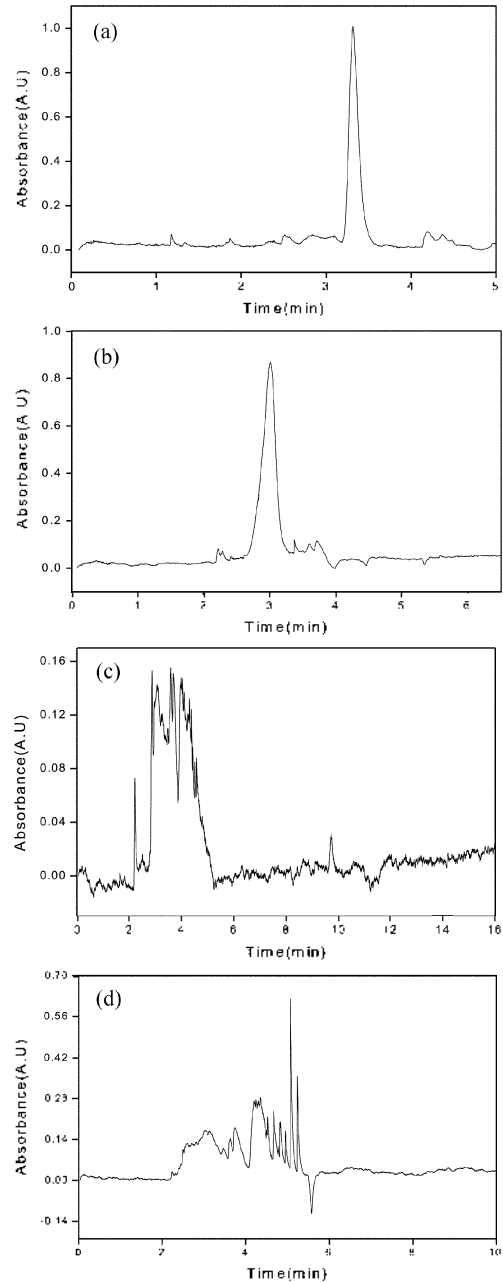 (a)
Absorbance(A.U)
1.0
0.8
0.6
0.4
0.2
0.0
0 1 2 3 4 5
Time(min)
(b)
Absorbance(A U)
1.0
0.8
0.6
0.4
0.2
0.0
0 1 2 3 4 5 6
Time(min)
(c)
Absorbance(A.U)
0.16
0.12
0.08
0.04
0.00
0 2 4 6 8 10 12 14 16
Time(min)
(d)
Absorbance(A.U)
0.70
0.56
0.42
0.29
0.14
0.03
-0.14
0 2 4 6 8 10
Time(min)